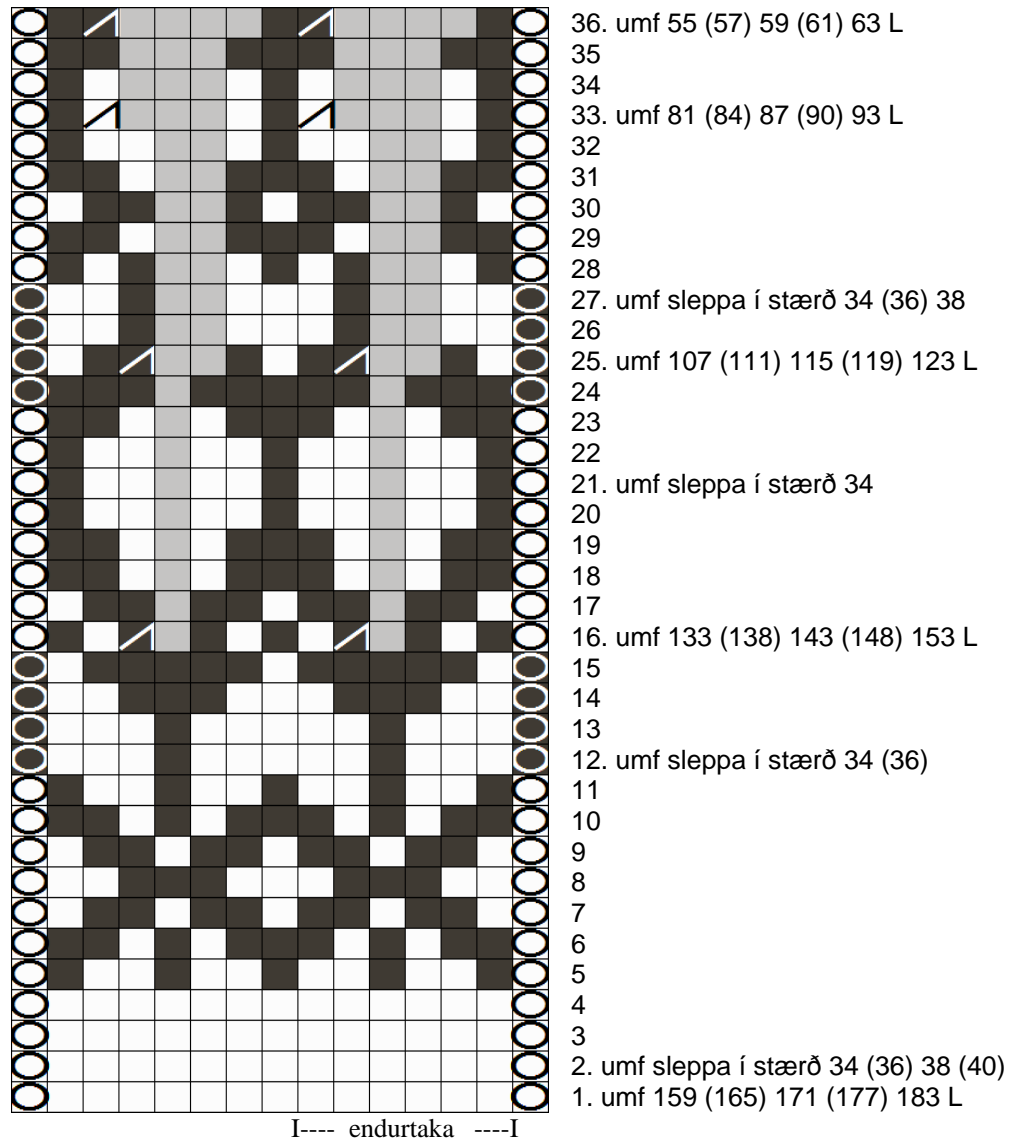 36. umf 55 (57) 59 (61) 63 L
35
34
33. umf 81 (84) 87 (90) 93 L
32
31
30
29
28
27. umf sleppa í stærð 34 (36) 38
26
25. umf 107 (111) 115 (119) 123 L
24
23
22
21. umf sleppa í stærð 34
20
19
18
17
16. umf 133 (138) 143 (148) 153 L
15
14
13
12. umf sleppa í stærð 34 (36)
11
10
9
8
7
6
5
4
3
2. umf sleppa í stærð 34 (36) 38 (40)
1. umf 159 (165) 171 (177) 183 L
I---- endurtaka ----I